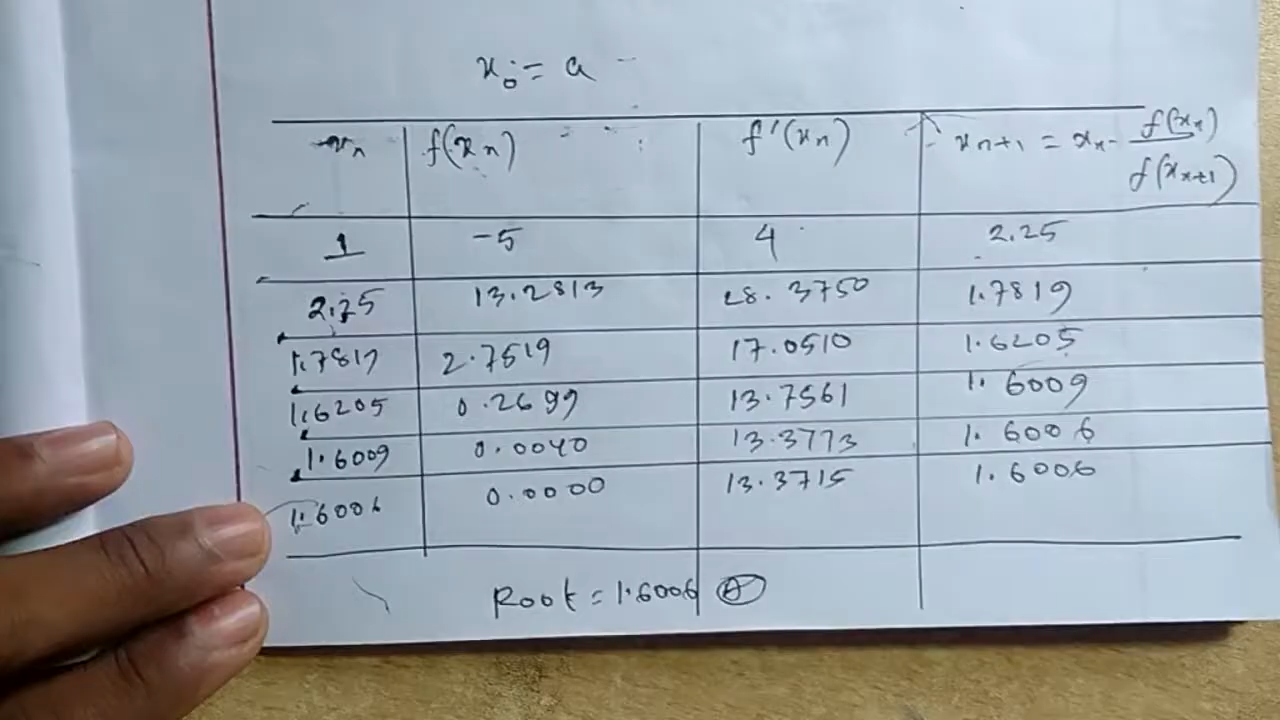 x₀ = a
xn f(xn) f'(xn) xn+1 = xn - f(xn) / f(xn+1)
1 -5 4 2.25
2.25 13.2813 28.3750 1.7819
1.7819 2.7519 17.0510 1.6205
1.6205 0.2699 13.7561 1.6009
1.6009 0.0040 13.3773 1.6006
1.6006 0.0000 13.3715 1.6006
Root = 1.6006 A